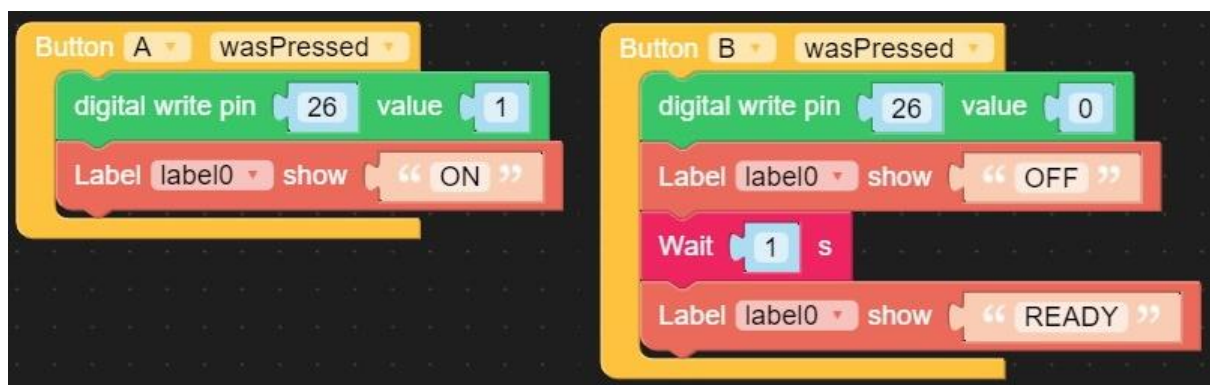 Button A wasPressed
digital write pin 26 value 1
Label label0 show “ ON ”
Button B wasPressed
digital write pin 26 value 0
Label label0 show “ OFF ”
Wait 1 s
Label label0 show “ READY ”